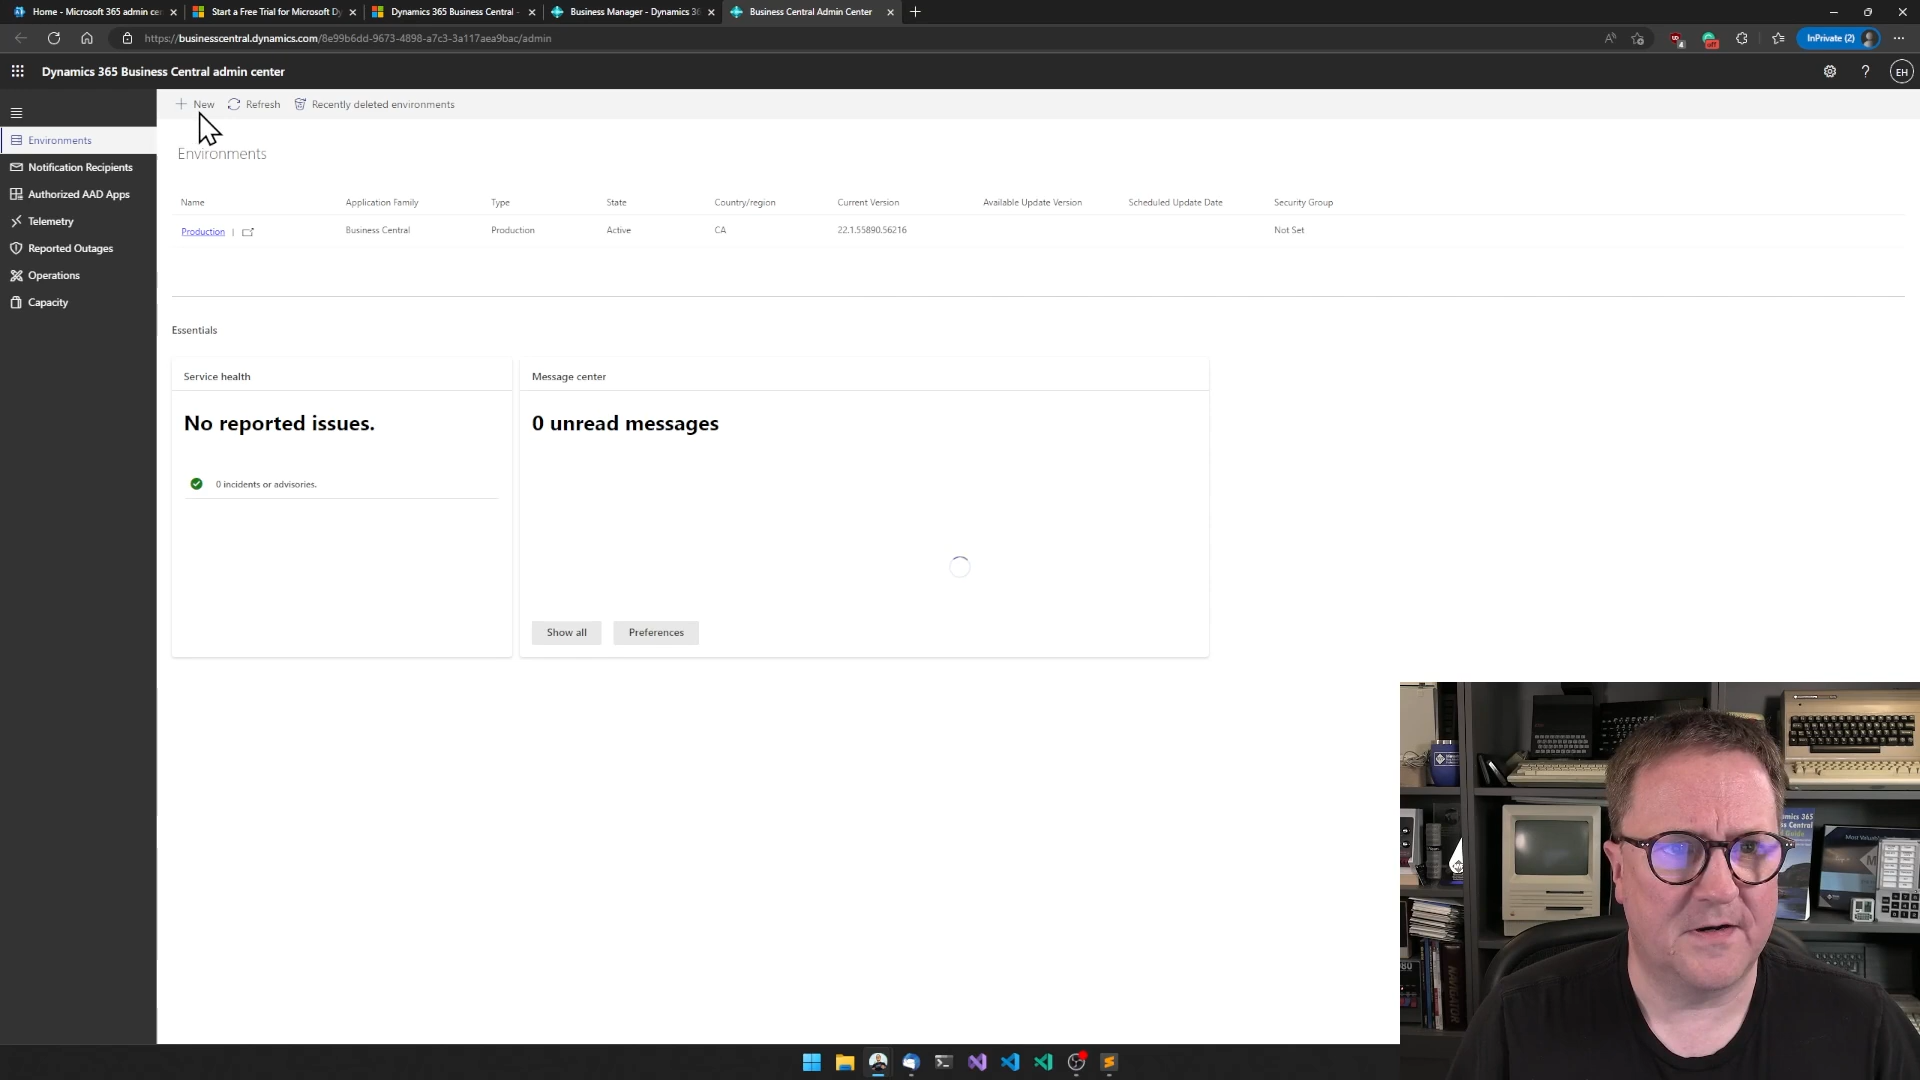 Home - Microsoft 365 admin cen
Start a Free Trial for Microsoft Dy
Dynamics 365 Business Central -
Business Manager - Dynamics 36
Business Central Admin Center
https://businesscentral.dynamics.com/8e99b6dd-9673-4898-a7c3-3a117aea9bac/admin
InPrivate (2)
Dynamics 365 Business Central admin center
EH
New
Refresh
Recently deleted environments
Environments
Notification Recipients
Authorized AAD Apps
Telemetry
Reported Outages
Operations
Capacity
Environments
Name
Application Family
Type
State
Country/region
Current Version
Available Update Version
Scheduled Update Date
Security Group
Production |
Business Central
Production
Active
CA
22.1.55890.56216
Not Set
Essentials
Service health
No reported issues.
0 incidents or advisories.
Message center
0 unread messages
Show all
Preferences